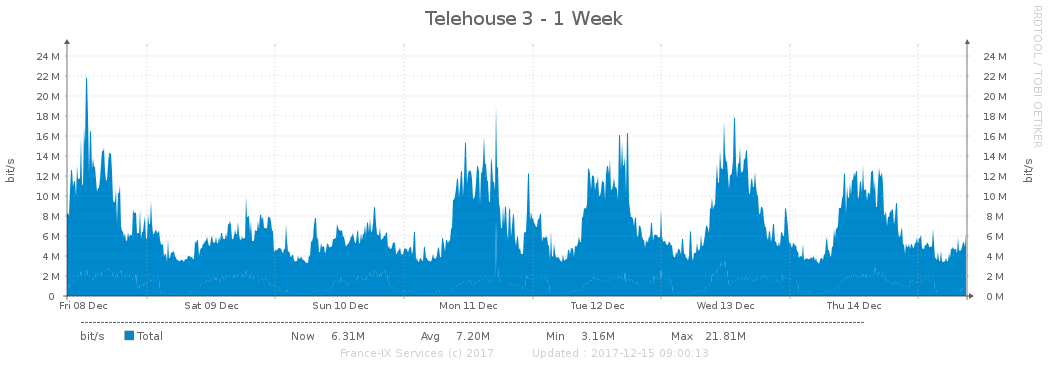 Telehouse 3 - 1 Week
RRDTOOL / TOBI OETIKER
24 M 24 M
22 M 22 M
20 M 20 M
18 M 18 M
16 M 16 M
14 M 14 M
12 M 12 M
10 M 10 M
8 M 8 M
6 M 6 M
4 M 4 M
2 M 2 M
0 0 M
bit/s bit/s
Fri 08 Dec Sat 09 Dec Sun 10 Dec Mon 11 Dec Tue 12 Dec Wed 13 Dec Thu 14 Dec
bit/s Total Now 6.31M Avg 7.20M Min 3.16M Max 21.81M
France-IX Services (c) 2017 Updated : 2017-12-15 09:00:13